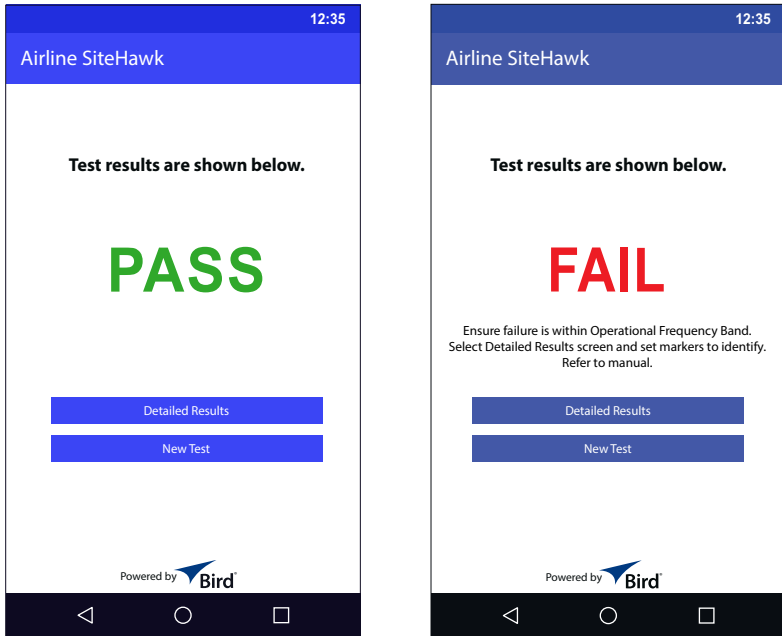 12:35
Airline SiteHawk
Test results are shown below.
PASS
Detailed Results
New Test
Powered by Bird®
12:35
Airline SiteHawk
Test results are shown below.
FAIL
Ensure failure is within Operational Frequency Band.
Select Detailed Results screen and set markers to identify.
Refer to manual.
Detailed Results
New Test
Powered by Bird®